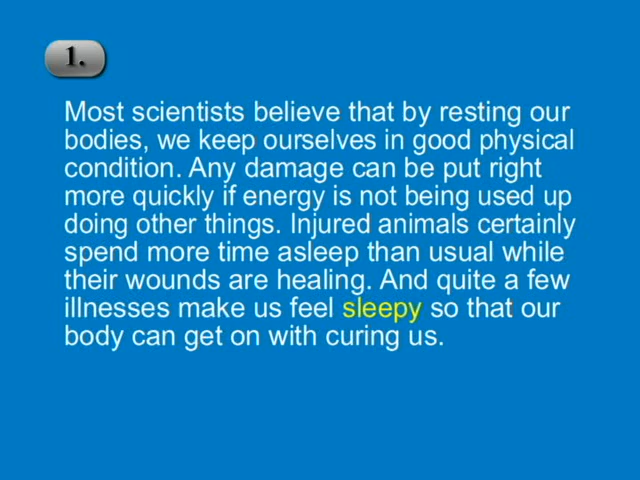 1.
Most scientists believe that by resting our
bodies, we keep ourselves in good physical
condition. Any damage can be put right
more quickly if energy is not being used up
doing other things. Injured animals certainly
spend more time asleep than usual while
their wounds are healing. And quite a few
illnesses make us feel sleepy so that our
body can get on with curing us.